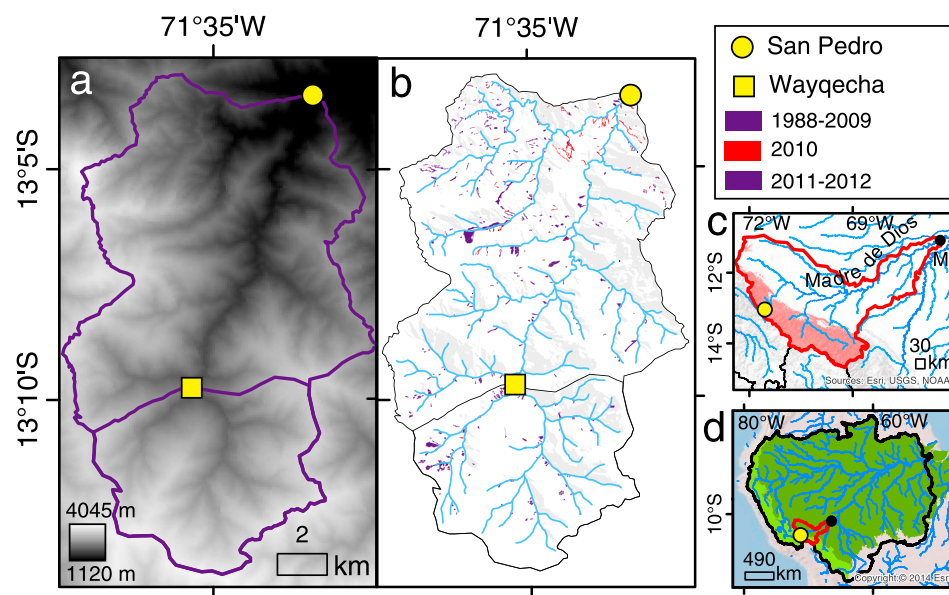 71°35'W
71°35'W
a
b
13°5'S
13°10'S
4045 m
1120 m
2
km
San Pedro
Wayqecha
1988-2009
2010
2011-2012
c
72°W
69°W
12°S
14°S
Madre de Dios
M
30
km
Sources: Esri, USGS, NOAA
d
80°W
60°W
10°S
490
km
Copyright:© 2014 Esri